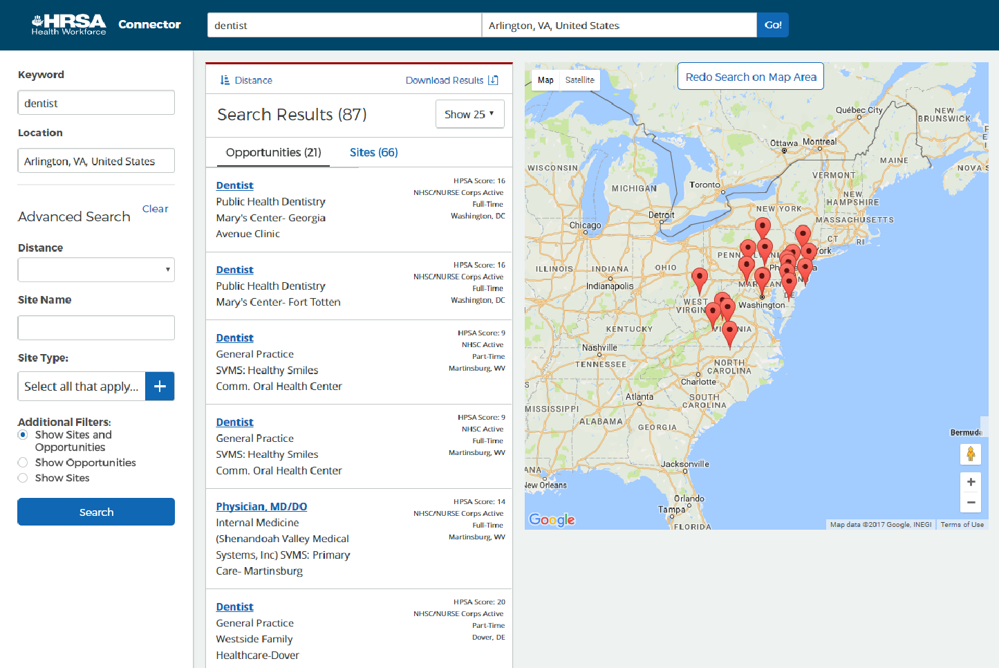 HRSA
Health Workforce
Connector
dentist
Arlington, VA, United States
Go!
Keyword
dentist
Location
Arlington, VA, United States
Advanced Search
Clear
Distance
Site Name
Site Type:
Select all that apply...
+
Additional Filters:
Show Sites and
Opportunities
Show Opportunities
Show Sites
Search
Distance
Download Results
Search Results (87)
Show 25
Opportunities (21)
Sites (66)
Dentist
Public Health Dentistry
Mary's Center- Georgia
Avenue Clinic
HPSA Score: 16
NHSC/NURSE Corps Active
Full-Time
Washington, DC
Dentist
Public Health Dentistry
Mary's Center- Fort Totten
HPSA Score: 16
NHSC/NURSE Corps Active
Full-Time
Washington, DC
Dentist
General Practice
SVMS: Healthy Smiles
Comm. Oral Health Center
HPSA Score: 9
NHSC Active
Part-Time
Martinsburg, WV
Dentist
General Practice
SVMS: Healthy Smiles
Comm. Oral Health Center
HPSA Score: 9
NHSC Active
Full-Time
Martinsburg, WV
Physician, MD/DO
Internal Medicine
(Shenandoah Valley Medical
Systems, Inc) SVMS: Primary
Care- Martinsburg
HPSA Score: 14
NHSC/NURSE Corps Active
Full-Time
Martinsburg, WV
Dentist
General Practice
Westside Family
Healthcare-Dover
HPSA Score: 20
NHSC/NURSE Corps Active
Part-Time
Dover, DE
Map
Satellite
Redo Search on Map Area
Québec City
NEW
BRUNSWICK
Ottawa
Montreal
MAINE
NOVA S
WISCONSIN
VERMONT
Toronto
MICHIGAN
NEW
HAMPSHIRE
NEW YORK
Detroit
MASSACHUSETTS
Chicago
CT
RI
PENN
ork
ILLINOIS
INDIANA
OHIO
Ph
a
Indianapolis
MARYLAN
DE
WEST
VIRGIN
Washington
KENTUCKY
VI
NIA
Nashville
TENNESSEE
NORTH
CAROLINA
Charlotte
Atlanta
SOUTH
CAROLINA
MISSISSIPPI
ALABAMA
GEORGIA
Bermuda
Jacksonville
ANA
New Orleans
Orlando
Tampa
FLORIDA
+
−
Google
Map data ©2017 Google, INEGI
Terms of Use